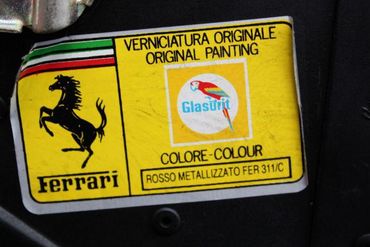 VERNICIATURA ORIGINALE
ORIGINAL PAINTING
Glasurit
COLORE-COLOUR
Ferrari
ROSSO METALLIZZATO FER 311/C